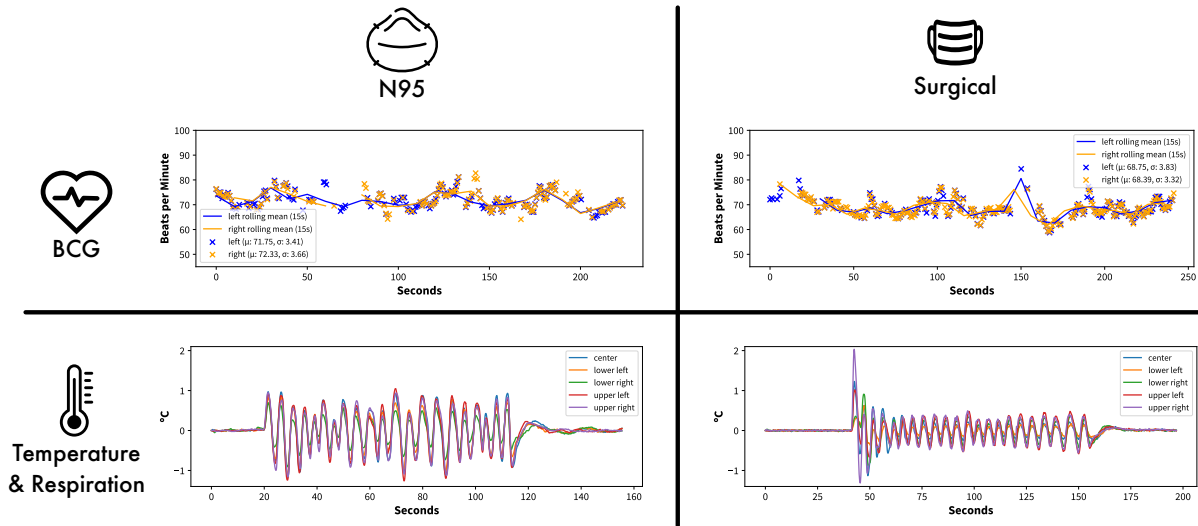 N95
Surgical
BCG
Beats per Minute
100
90
80
70
60
50
left rolling mean (15s)
right rolling mean (15s)
left (μ: 71.75, σ: 3.41)
right (μ: 72.33, σ: 3.66)
0 50 100 150 200
Seconds
Beats per Minute
100
90
80
70
60
50
left rolling mean (15s)
right rolling mean (15s)
left (μ: 68.75, σ: 3.83)
right (μ: 68.39, σ: 3.32)
0 50 100 150 200 250
Seconds
Temperature
& Respiration
°C
2
1
0
−1
center
lower left
lower right
upper left
upper right
0 20 40 60 80 100 120 140 160
Seconds
°C
2
1
0
−1
center
lower left
lower right
upper left
upper right
0 25 50 75 100 125 150 175 200
Seconds